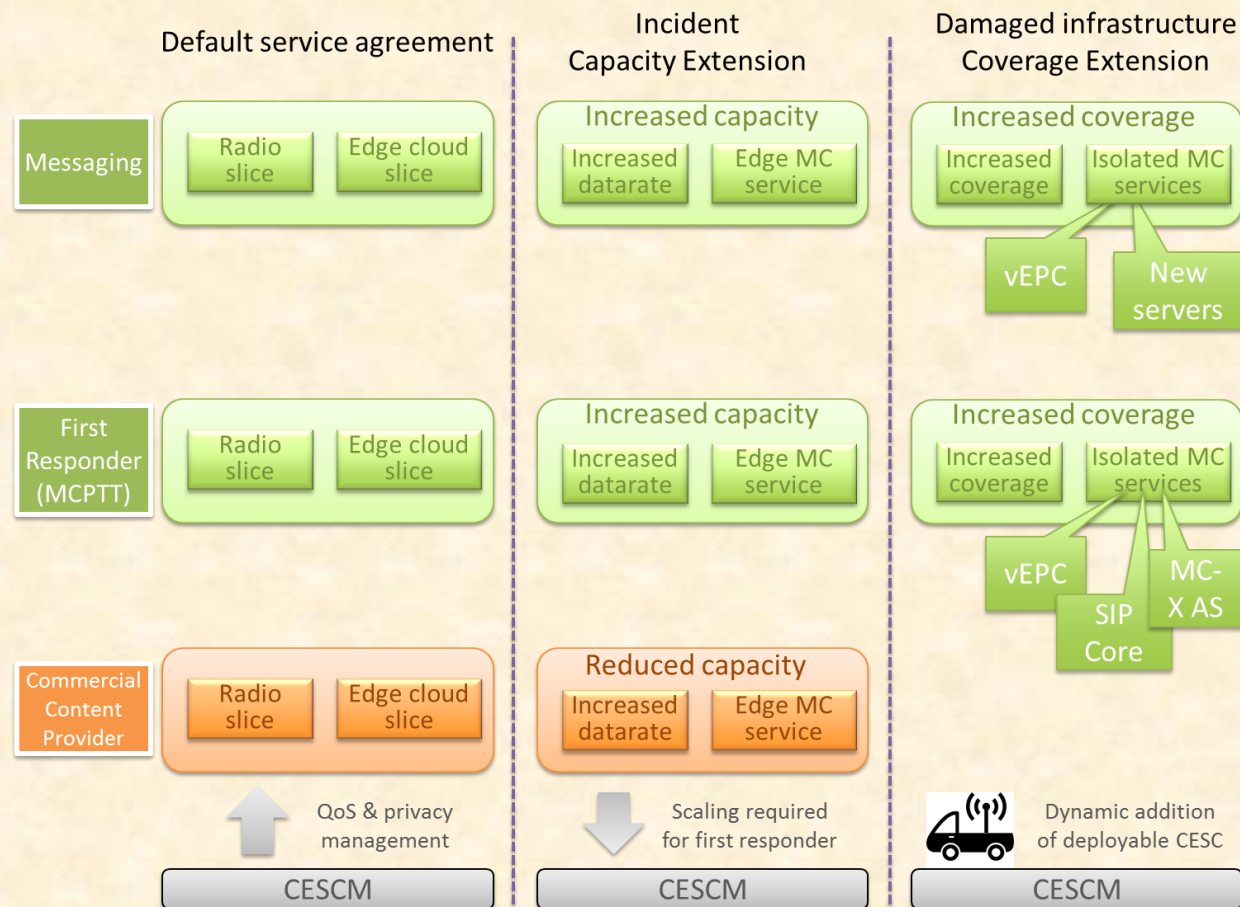 Default service agreement
Incident
Capacity Extension
Damaged infrastructure
Coverage Extension
Messaging
Radio
slice
Edge cloud
slice
Increased capacity
Increased
datarate
Edge MC
service
Increased coverage
Increased
coverage
Isolated MC
services
vEPC
New
servers
First
Responder
(MCPTT)
Radio
slice
Edge cloud
slice
Increased capacity
Increased
datarate
Edge MC
service
Increased coverage
Increased
coverage
Isolated MC
services
vEPC
SIP
Core
MC-
X AS
Commercial
Content
Provider
Radio
slice
Edge cloud
slice
Reduced capacity
Increased
datarate
Edge MC
service
QoS & privacy
management
Scaling required
for first responder
Dynamic addition
of deployable CESC
CESCM
CESCM
CESCM